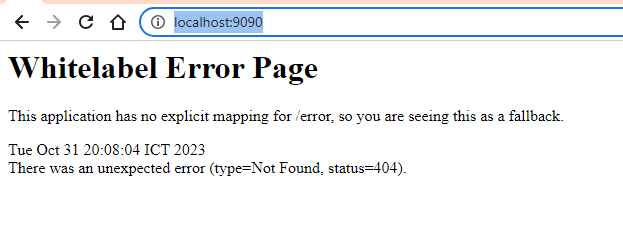 localhost:9090
Whitelabel Error Page
This application has no explicit mapping for /error, so you are seeing this as a fallback.
Tue Oct 31 20:08:04 ICT 2023
There was an unexpected error (type=Not Found, status=404).